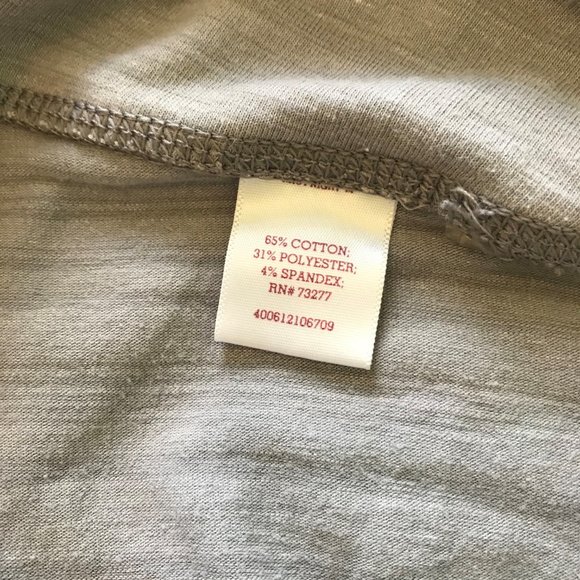 65% COTTON;
31% POLYESTER;
4% SPANDEX;
RN# 73277
400612106709